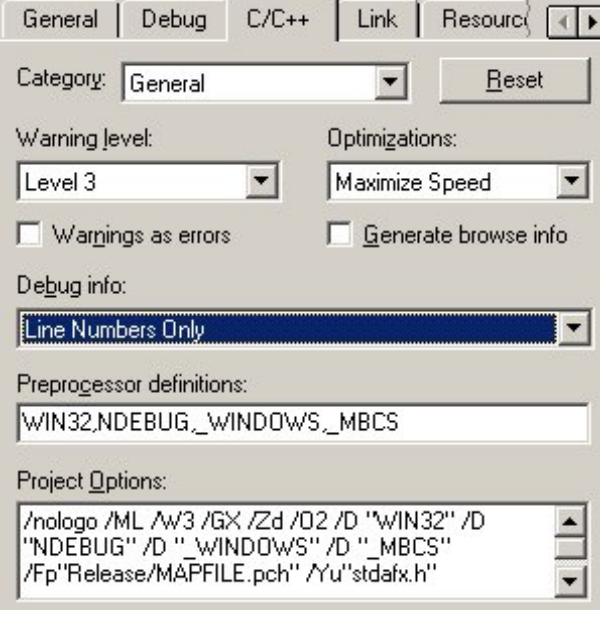 General Debug C/C++ Link Resourc
Category: General Reset
Warning level: Optimizations:
Level 3 Maximize Speed
Warnings as errors Generate browse info
Debug info:
Line Numbers Only
Preprocessor definitions:
WIN32,NDEBUG,_WINDOWS,_MBCS
Project Options:
/nologo /ML /W3 /GX /Zd /O2 /D "WIN32" /D
"NDEBUG" /D "_WINDOWS" /D "_MBCS"
/Fp"Release/MAPFILE.pch" /Yu"stdafx.h"